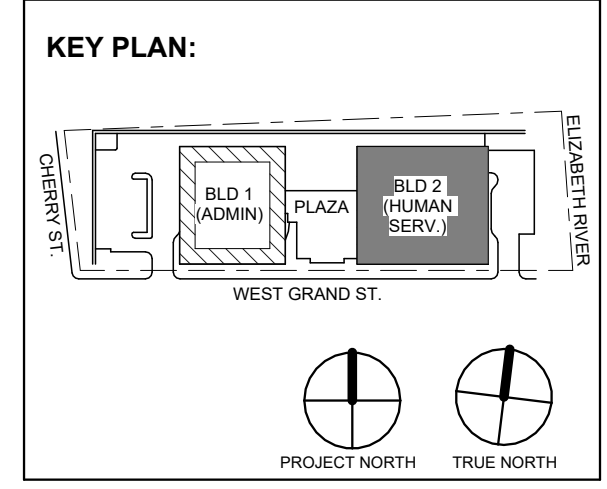 KEY PLAN:
CHERRY ST.
BLD 1
(ADMIN)
PLAZA
BLD 2
(HUMAN
SERV.)
ELIZABETH RIVER
WEST GRAND ST.
PROJECT NORTH
TRUE NORTH